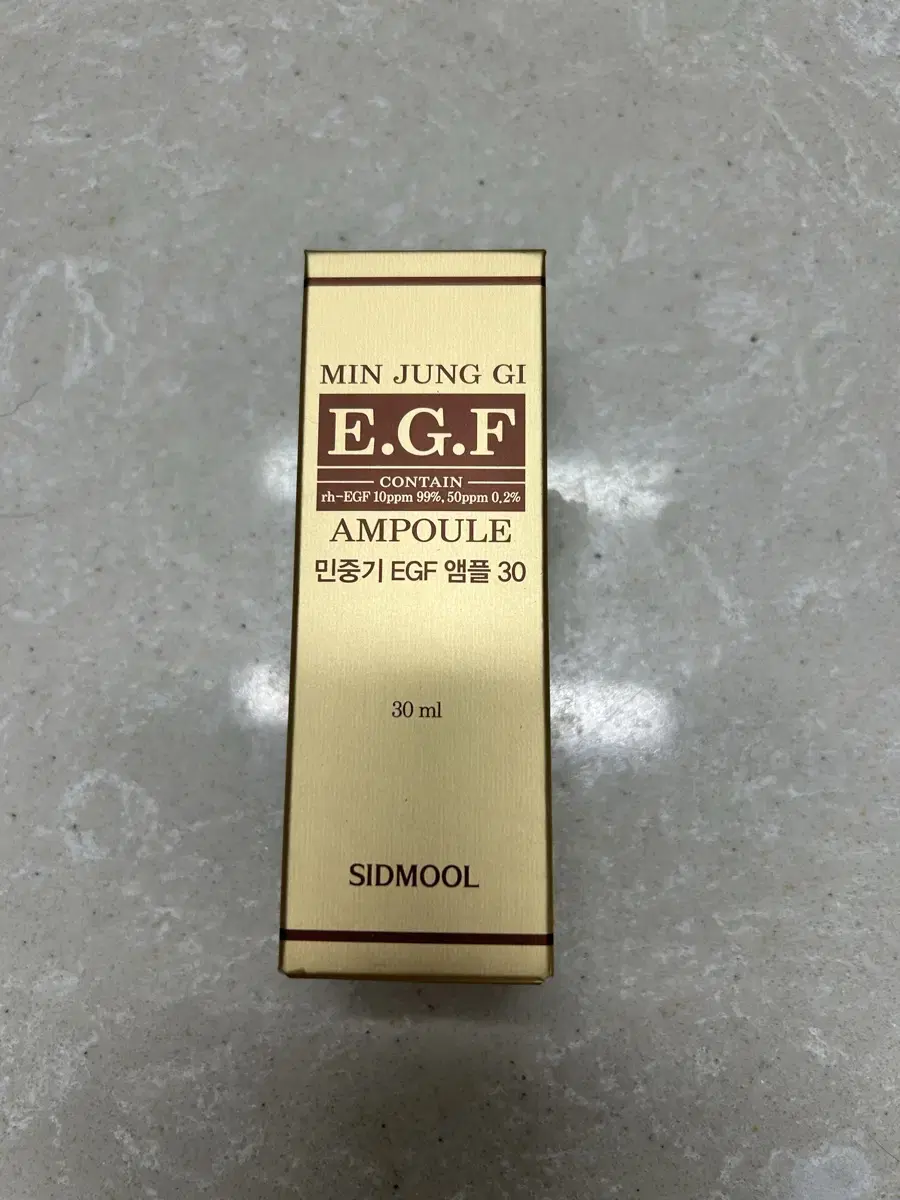 MIN JUNG GI
E.G.F
CONTAIN
rh-EGF 10ppm 99%, 50ppm 0.2%
AMPOULE
민중기 EGF 앰플 30
30 ml
SIDMOOL